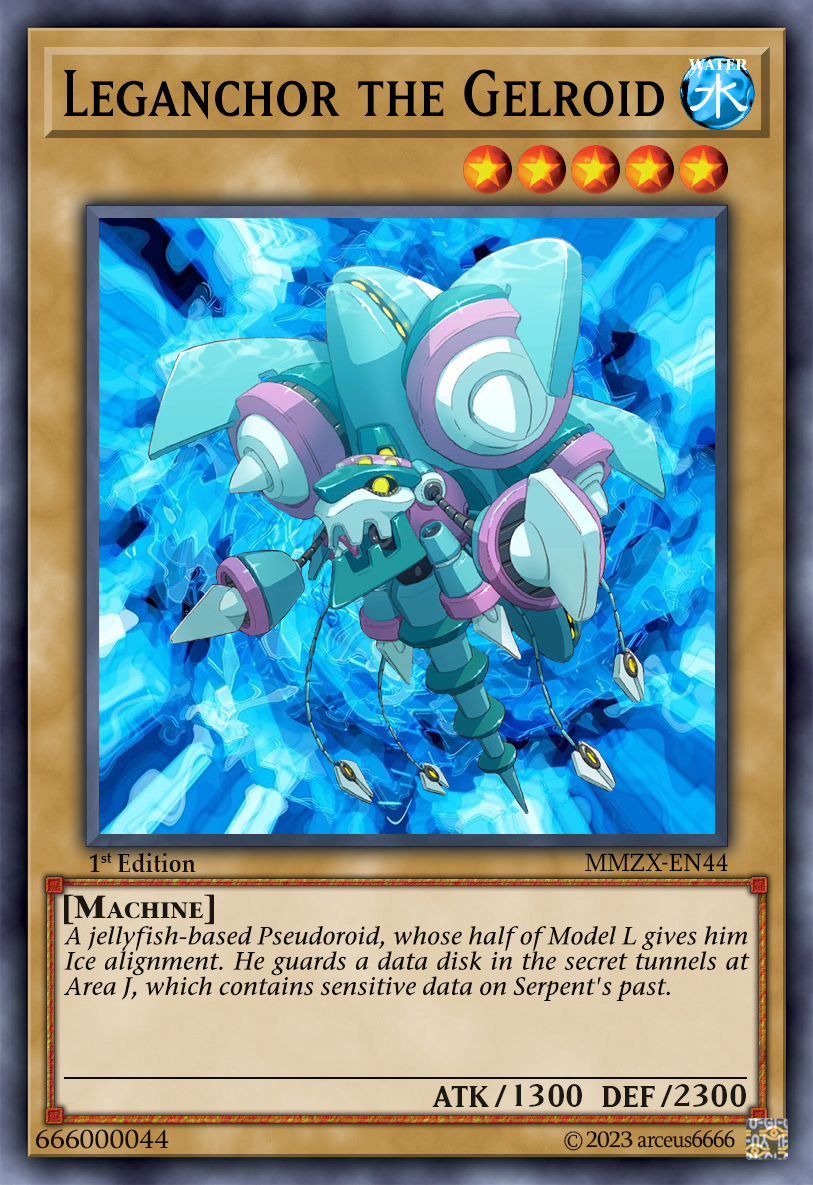 Leganchor the Gelroid
WATER
水
1st Edition
MMZX-EN44
[Machine]
A jellyfish-based Pseudoroid, whose half of Model L gives him
Ice alignment. He guards a data disk in the secret tunnels at
Area J, which contains sensitive data on Serpent's past.
ATK / 1300 DEF / 2300
666000044
© 2023 arceus6666